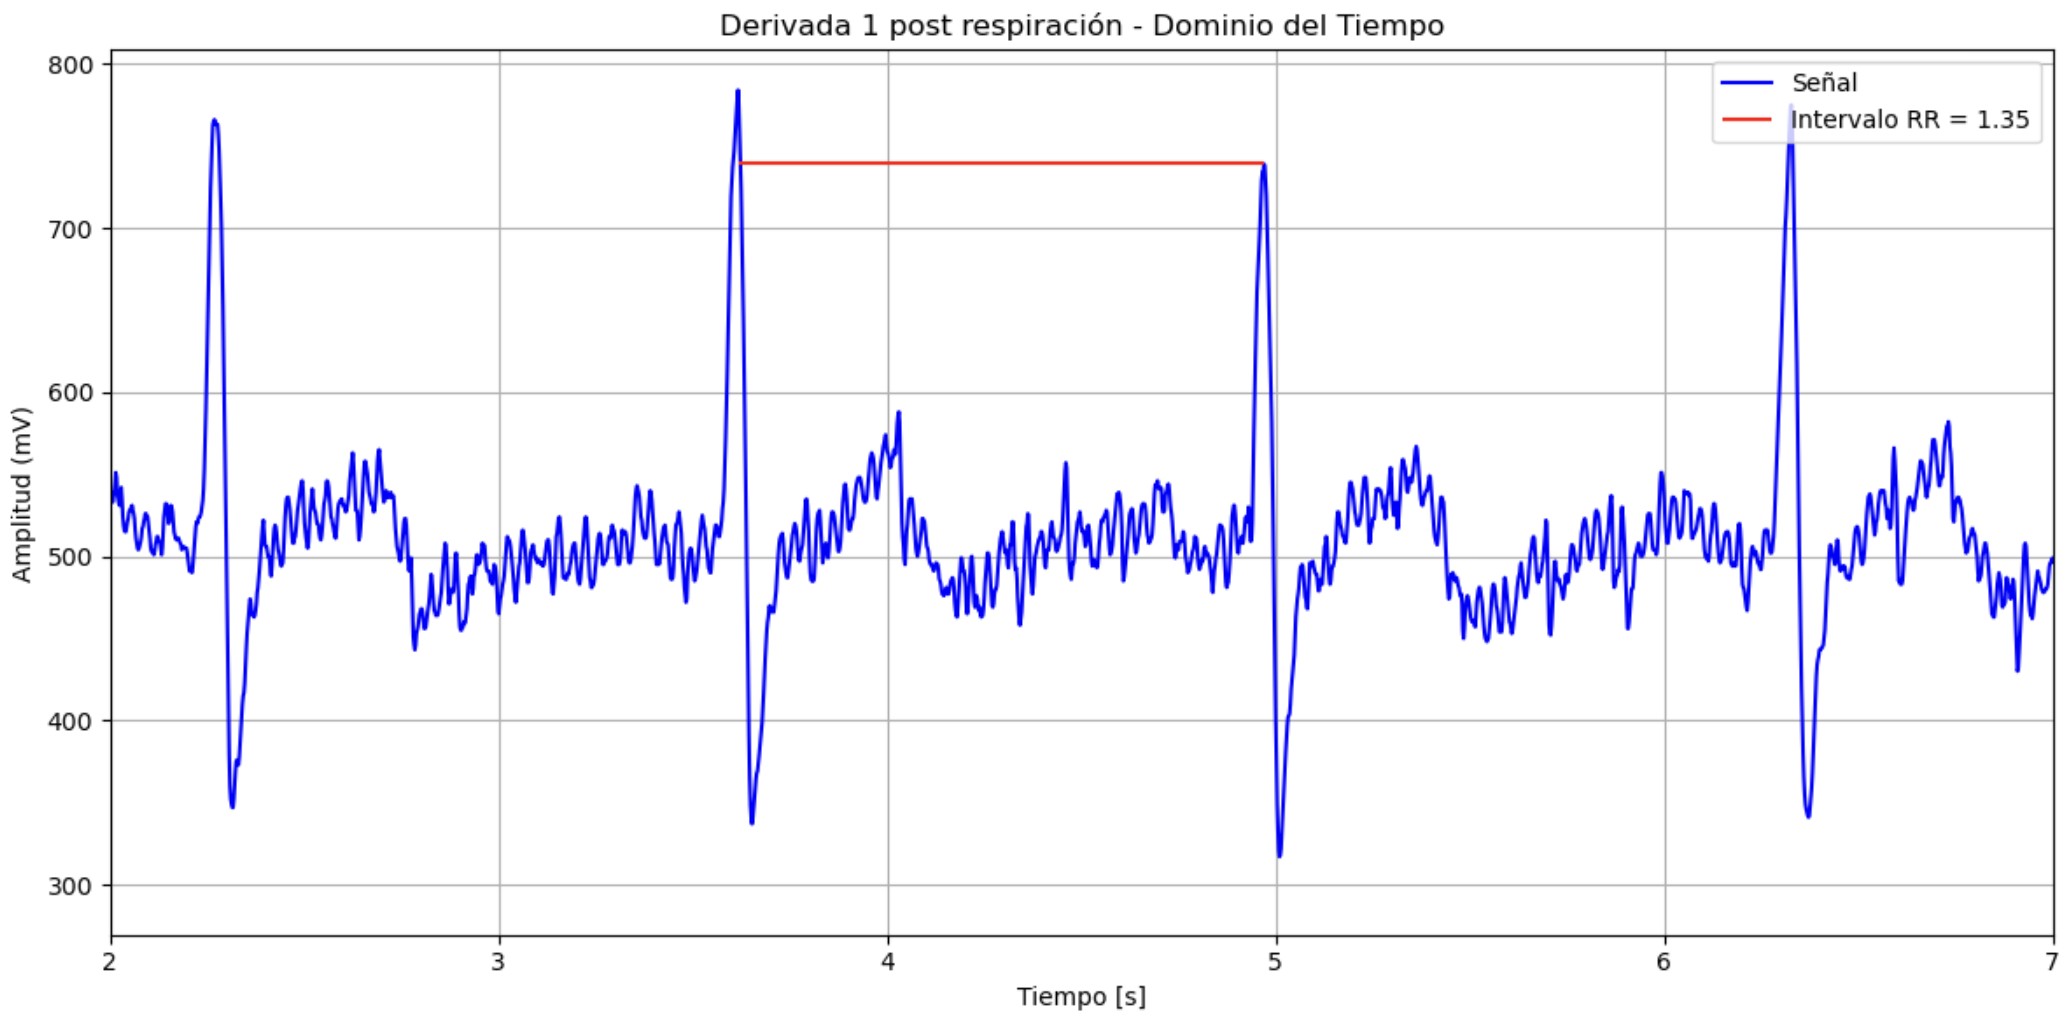 Derivada 1 post respiración - Dominio del Tiempo
Señal
Intervalo RR = 1.35
Amplitud (mV)
800
700
600
500
400
300
2 3 4 5 6 7
Tiempo [s]